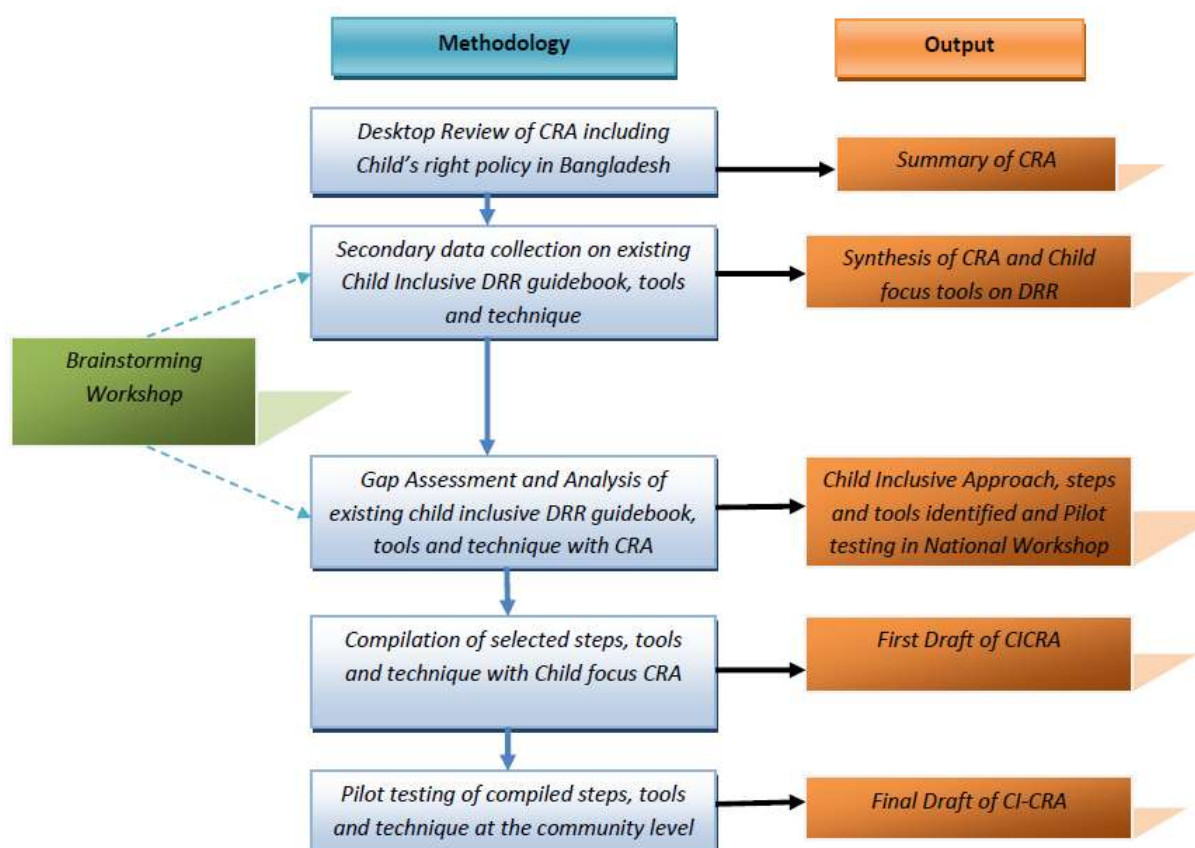 Methodology
Output
Desktop Review of CRA including
Child's right policy in Bangladesh
Summary of CRA
Secondary data collection on existing
Child Inclusive DRR guidebook, tools
and technique
Synthesis of CRA and Child
focus tools on DRR
Brainstorming
Workshop
Gap Assessment and Analysis of
existing child inclusive DRR guidebook,
tools and technique with CRA
Child Inclusive Approach, steps
and tools identified and Pilot
testing in National Workshop
Compilation of selected steps, tools
and technique with Child focus CRA
First Draft of CICRA
Pilot testing of compiled steps, tools
and technique at the community level
Final Draft of CI-CRA